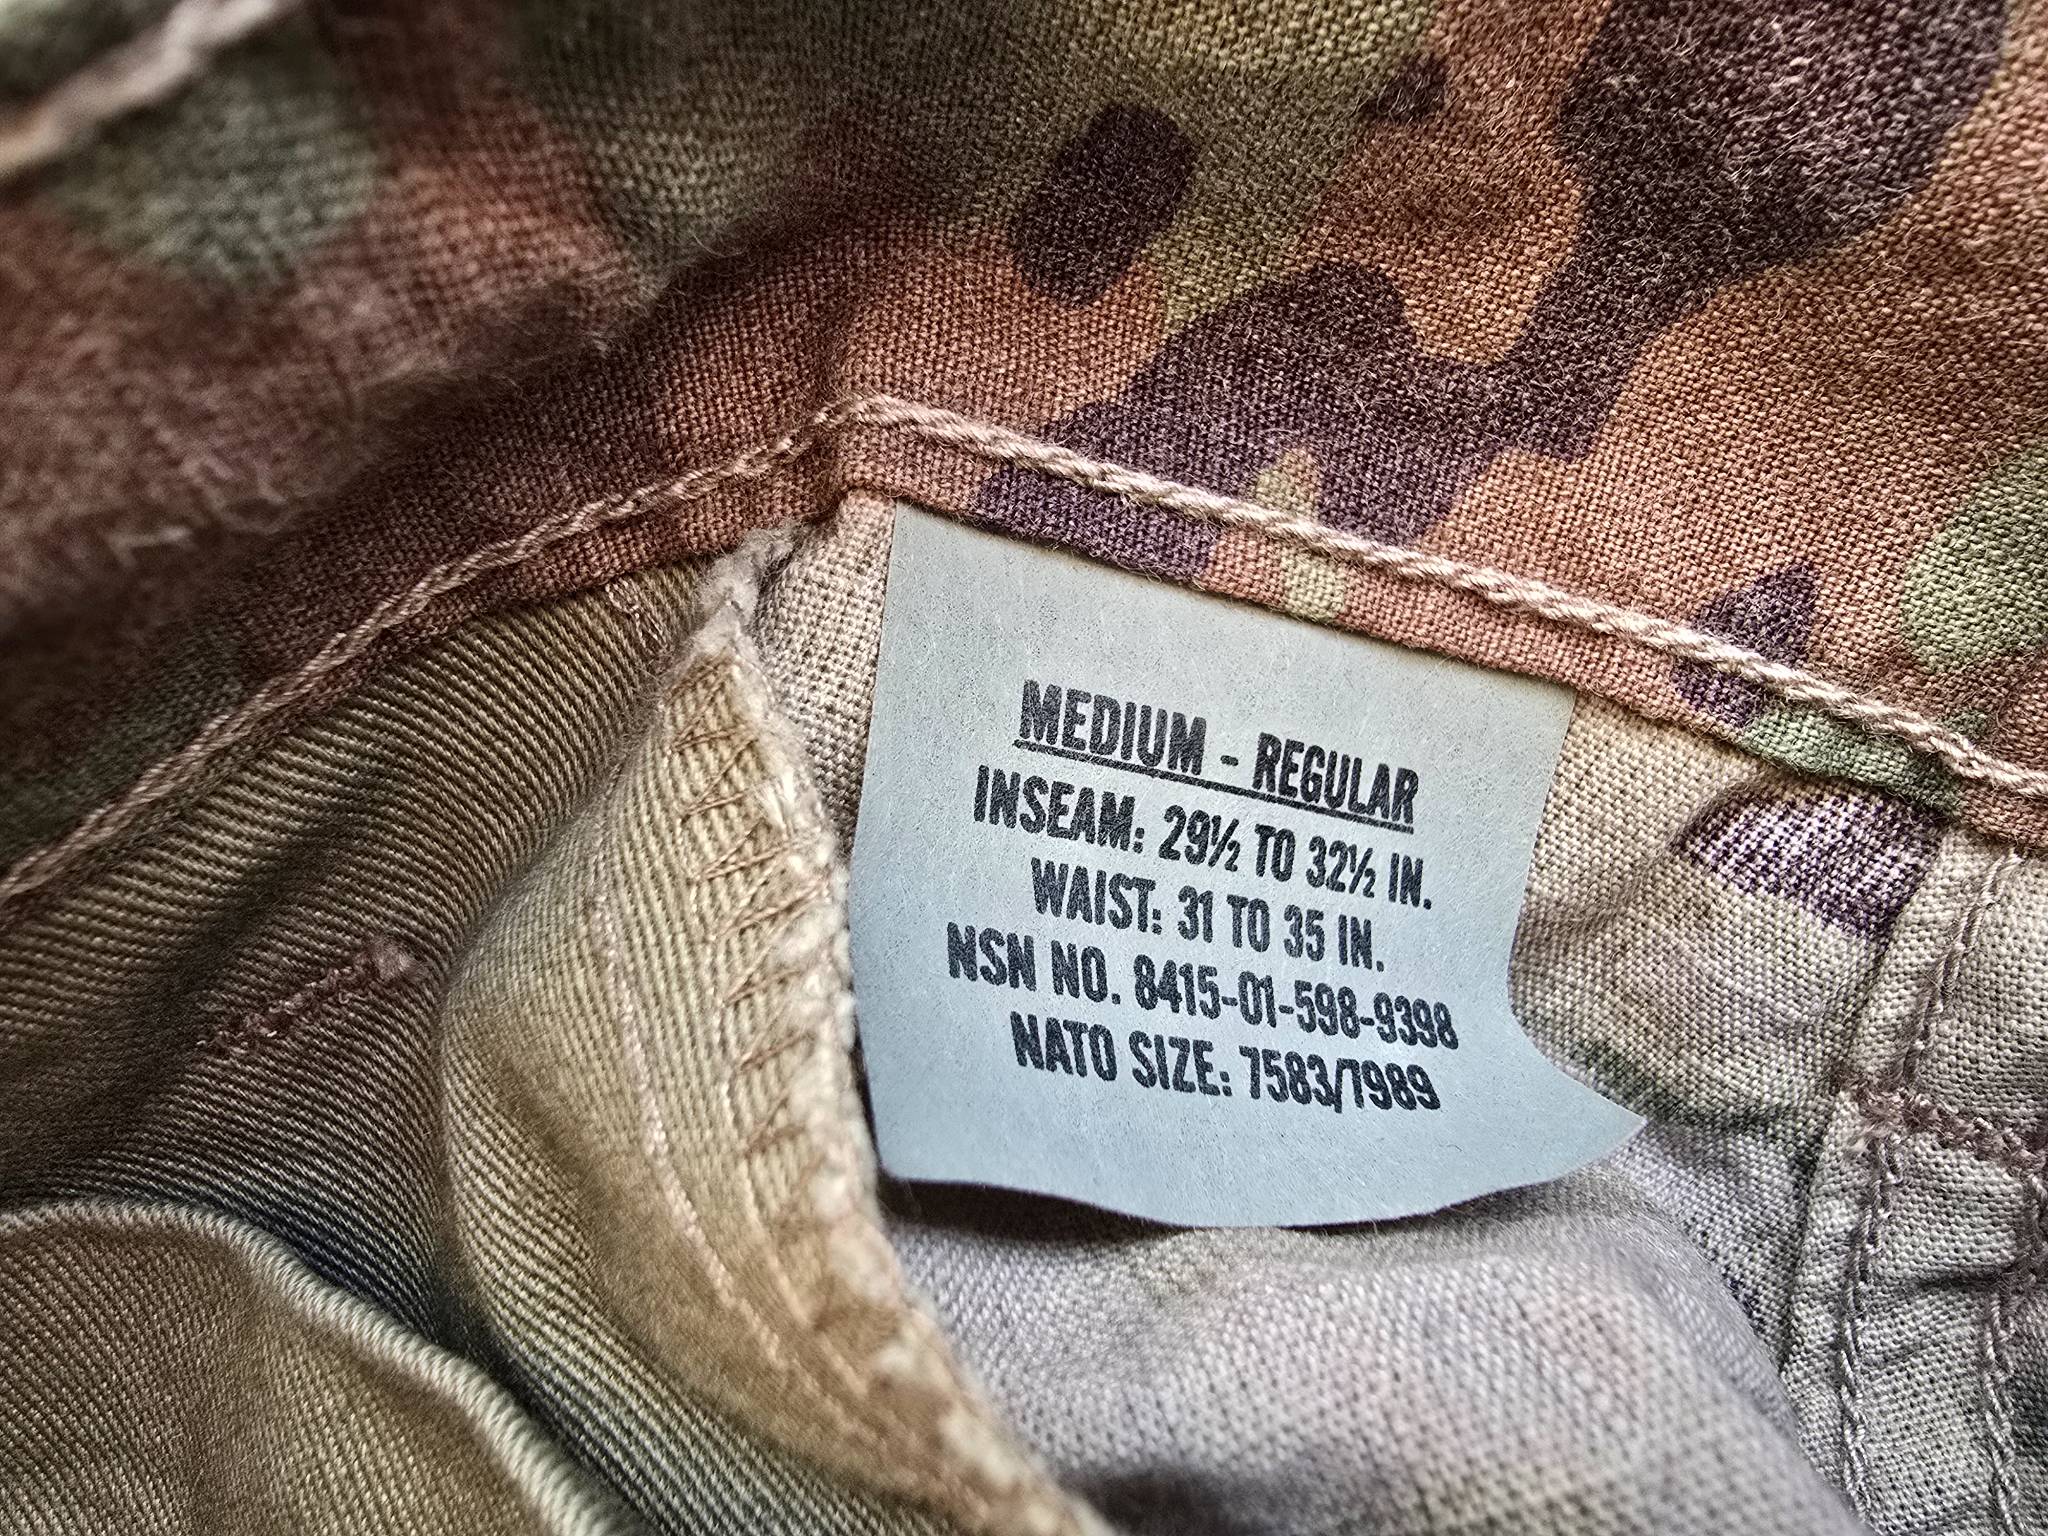 MEDIUM - REGULAR
INSEAM: 29½ TO 32½ IN.
WAIST: 31 TO 35 IN.
NSN NO. 8415-01-598-9398
NATO SIZE: 7583/7989